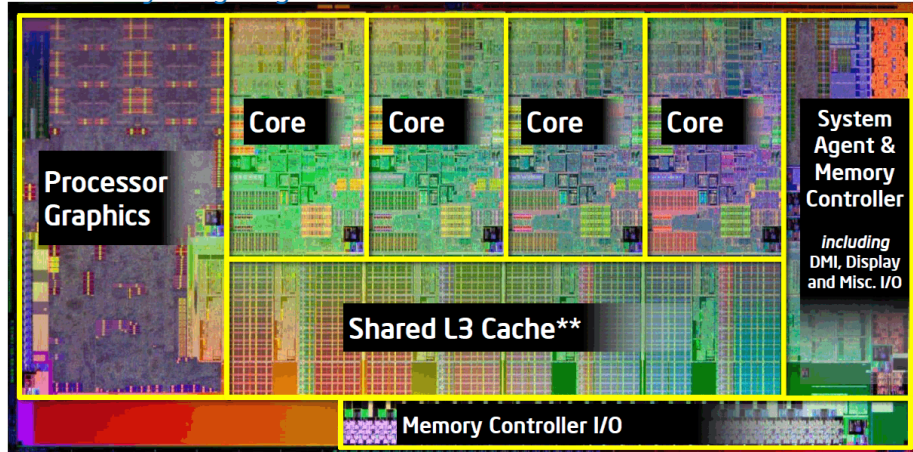 Core
Core
Core
Core
System
Agent &
Memory
Controller
including
DMI, Display
and Misc. I/O
Processor
Graphics
Shared L3 Cache**
Memory Controller I/O